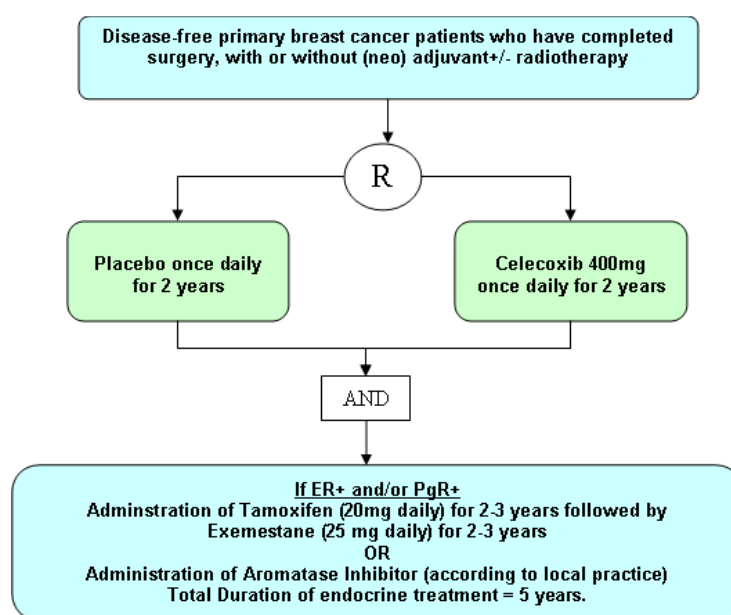 Disease-free primary breast cancer patients who have completed
surgery, with or without (neo) adjuvant+/- radiotherapy
R
Placebo once daily
for 2 years
Celecoxib 400mg
once daily for 2 years
AND
If ER+ and/or PgR+
Adminstration of Tamoxifen (20mg daily) for 2-3 years followed by
Exemestane (25 mg daily) for 2-3 years
OR
Administration of Aromatase Inhibitor (according to local practice)
Total Duration of endocrine treatment = 5 years.